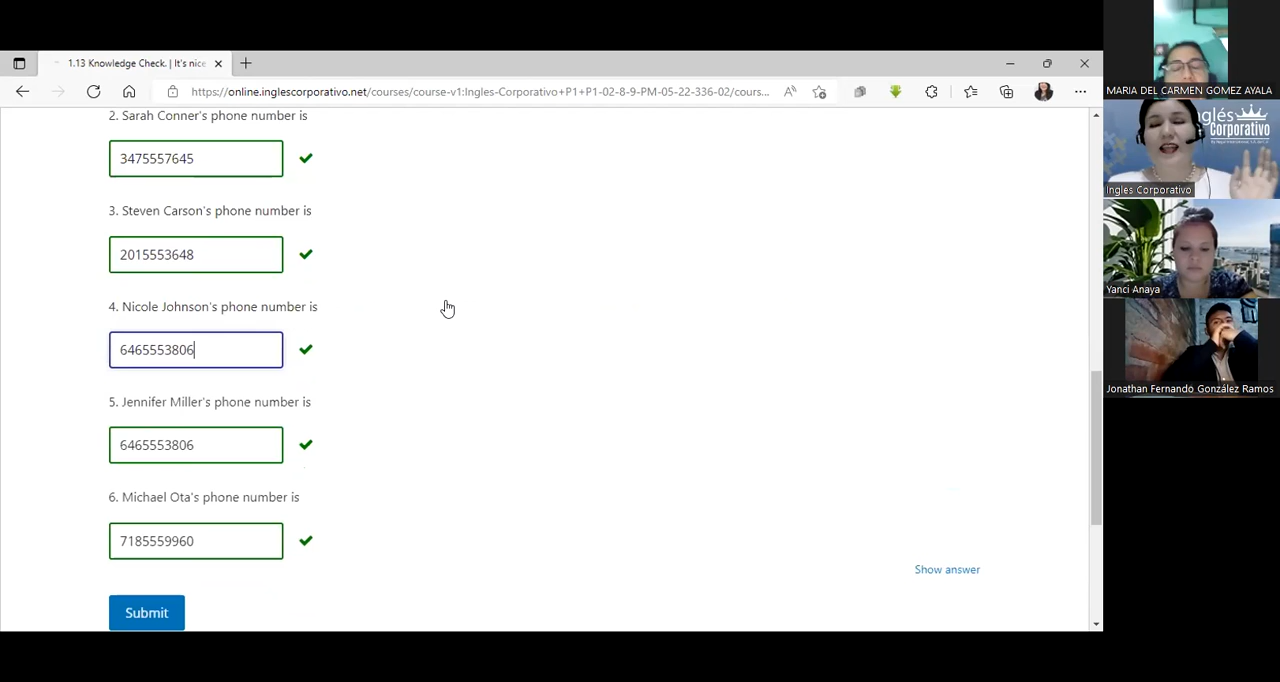 1.13 Knowledge Check. | It's nice
https://online.inglescorporativo.net/courses/course-v1:Ingles-Corporativo+P1+P1-02-8-9-PM-05-22-336-02/cours...
2. Sarah Conner's phone number is
3475557645
3. Steven Carson's phone number is
2015553648
4. Nicole Johnson's phone number is
6465553806
5. Jennifer Miller's phone number is
6465553806
6. Michael Ota's phone number is
7185559960
Show answer
Submit
MARIA DEL CARMEN GOMEZ AYALA
glés
Corporativo
Ingles Corporativo
Yanci Anaya
Jonathan Fernando González Ramos